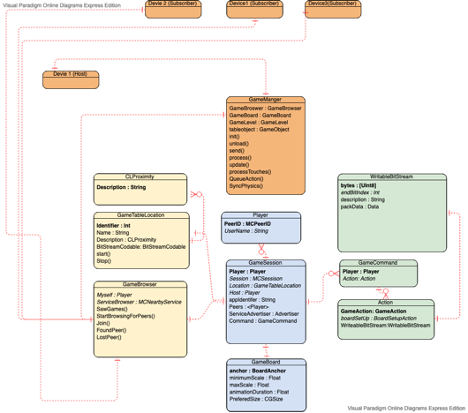 Visual Paradigm Online Diagrams Express Edition
Devie 2 (Subscriber)
Device1 (Subscriber)
Device3(Subscriber)
Devie 1 (Host)
GameManger
GameBroswer : GameBrowser
GameBoard : GameBoard
GameLevel : GameLevel
tableobject : GameObject
init()
unload()
send()
process()
update()
processTouches()
QueueAction()
SyncPhysics()
CLProximity
Description : String
GameTableLocation
Identifier : Int
Name : String
Description : CLProximity
BitStreamCodable: BitStreamCodable
start()
Stop()
GameBrowser
Myself : Player
ServiceBrowser : MCNearbyService
SawGames()
StartBrowsingForPeers()
Join()
FoundPeer()
LostPeer()
Player
PeerID : MCPeerID
UserName : String
GameSession
Player : Player
Session : MCSsession
Location : GameTableLocation
Host : Player
appIdentifier : String
Peers : <Player>
ServiceAdvertiser : Advertiser
Command : GameCommand
GameBoard
anchor : BoardAnchor
minimumScale : Float
maxScale : Float
animationDuration : Float
PreferedSize : CGSize
WritableBitStream
bytes : [Uint8]
endBitIndex : Int
description : String
packData : Data
GameCommand
Player : Player
Action: Action
Action
GameAction: GameAction
boardSetUp : BoardSetupAction
WriteableBitStream:WritableBitStream
Visual Paradigm Online Diagrams Express Edition